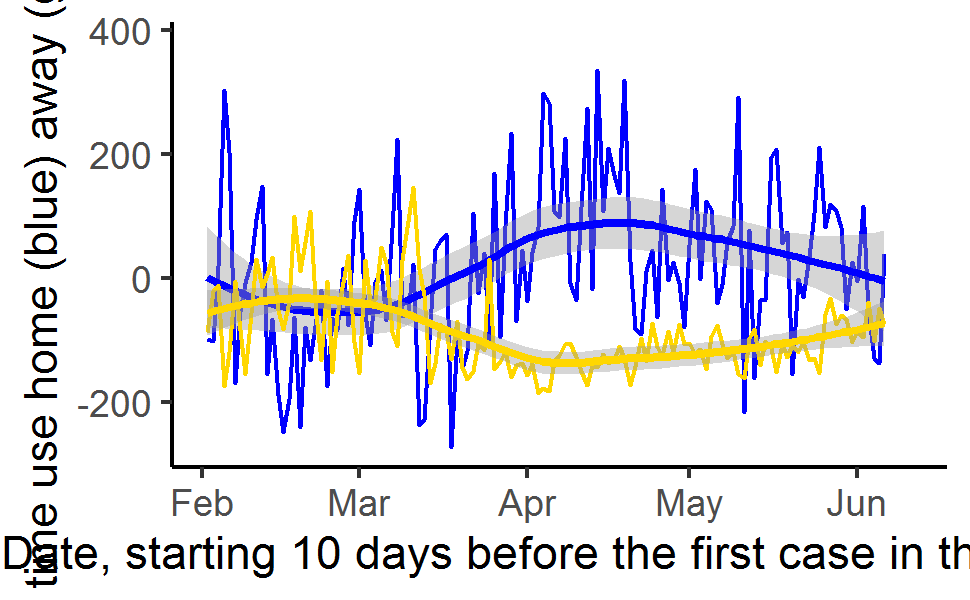 time use home (blue) away (
400
200
0
-200
Feb Mar Apr May Jun
Date, starting 10 days before the first case in th